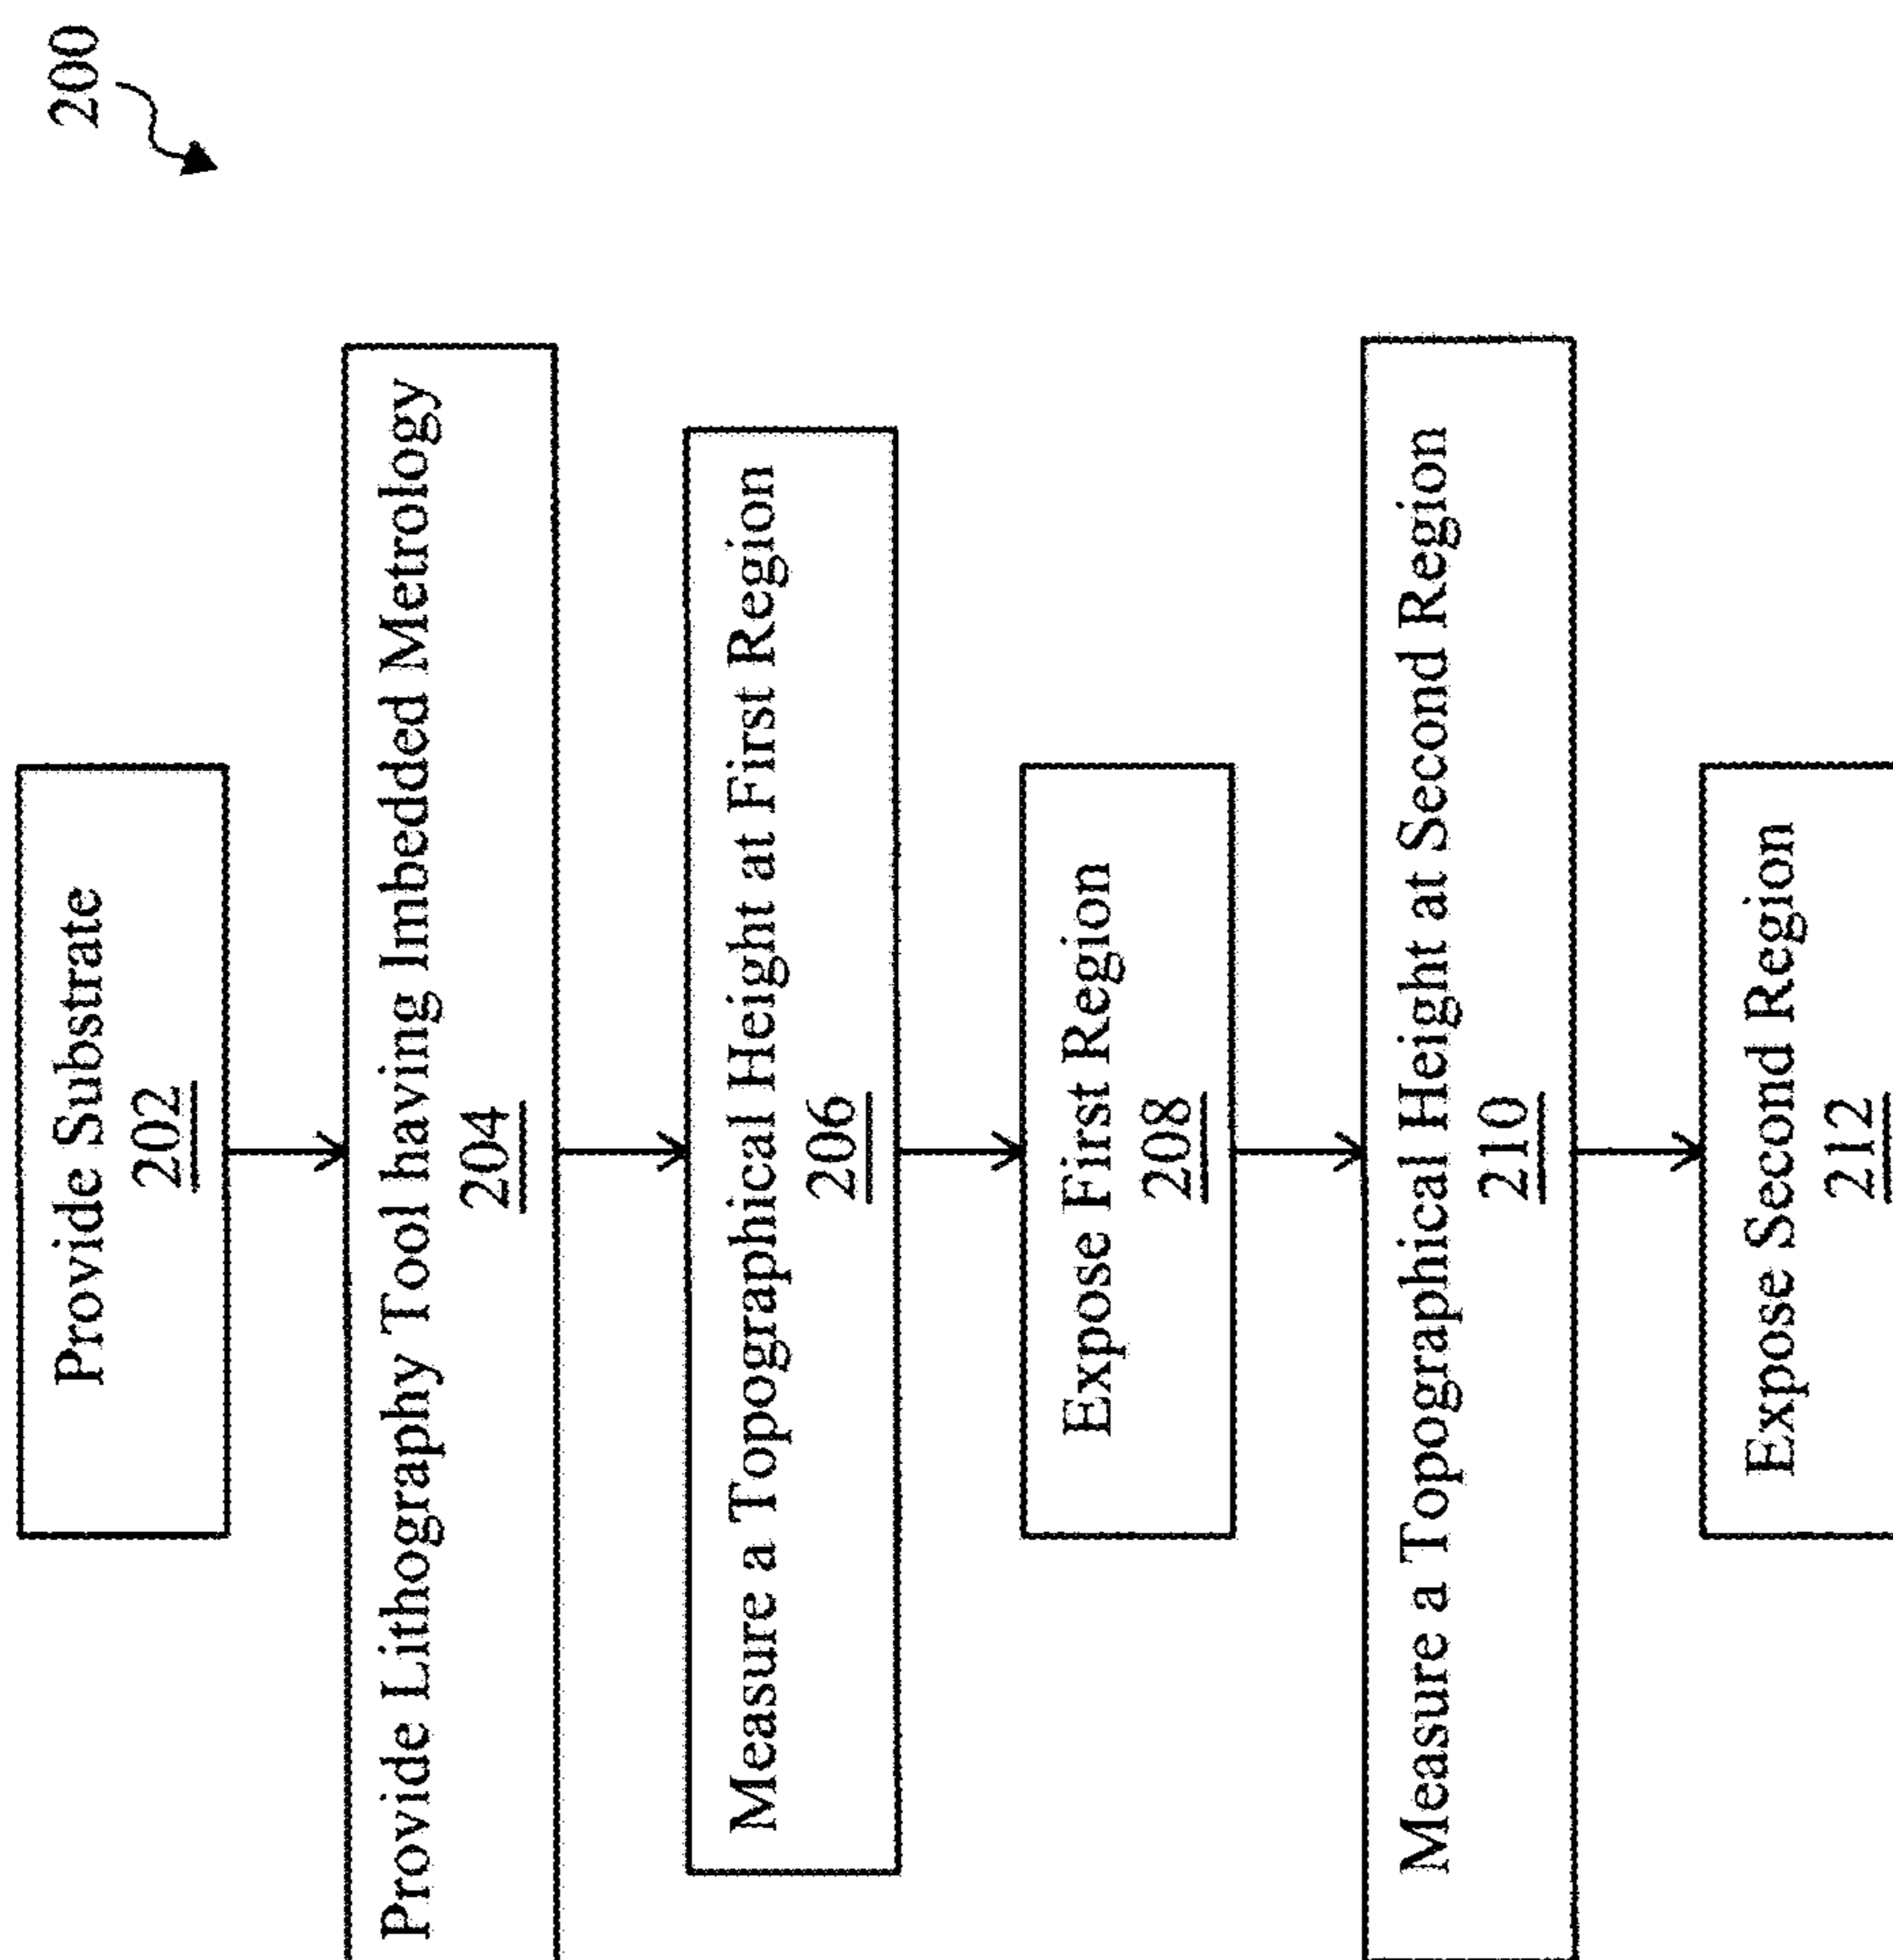 200
Provide Substrate
202
Provide Lithography Tool having Imbedded Metrology
204
Measure a Topographical Height at First Region
206
Expose First Region
208
Measure a Topographical Height at Second Region
210
Expose Second Region
212